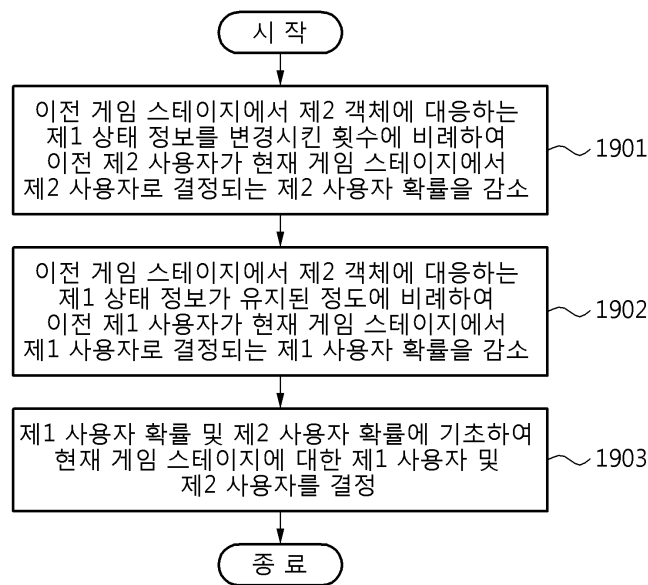 시 작
이전 게임 스테이지에서 제2 객체에 대응하는
제1 상태 정보를 변경시킨 횟수에 비례하여
이전 제2 사용자가 현재 게임 스테이지에서
제2 사용자로 결정되는 제2 사용자 확률을 감소
1901
이전 게임 스테이지에서 제2 객체에 대응하는
제1 상태 정보가 유지된 정도에 비례하여
이전 제1 사용자가 현재 게임 스테이지에서
제1 사용자로 결정되는 제1 사용자 확률을 감소
1902
제1 사용자 확률 및 제2 사용자 확률에 기초하여
현재 게임 스테이지에 대한 제1 사용자 및
제2 사용자를 결정
1903
종 료